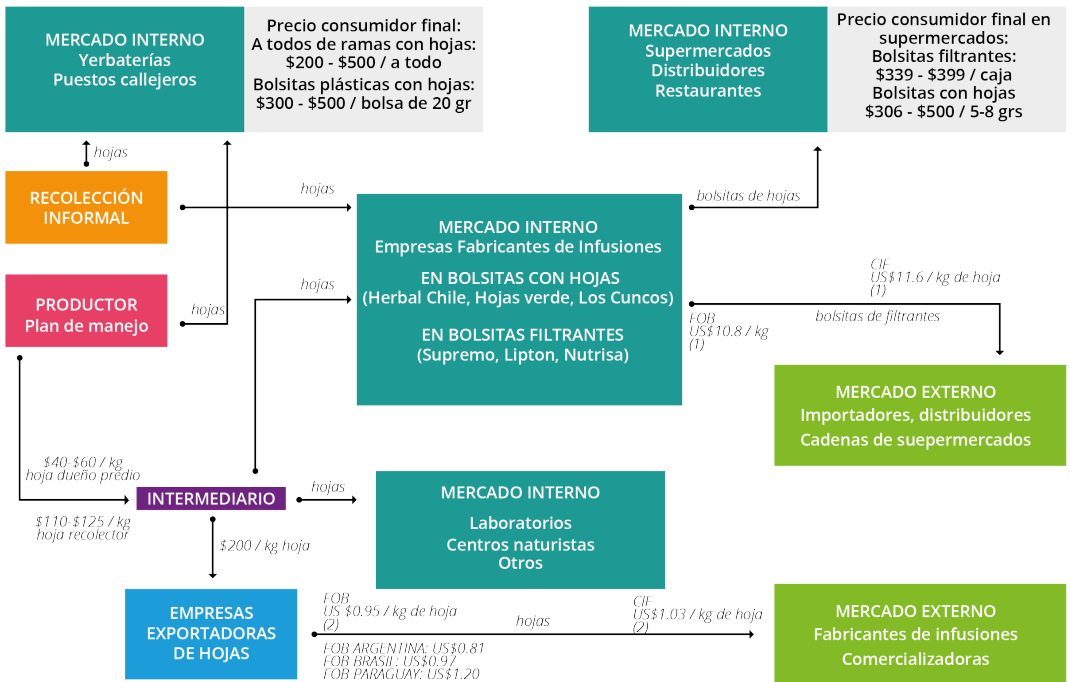 MERCADO INTERNO
Yerbaterías
Puestos callejeros
Precio consumidor final:
A todos de ramas con hojas:
$200 - $500 / a todo
Bolsitas plásticas con hojas:
$300 - $500 / bolsa de 20 gr
MERCADO INTERNO
Supermercados
Distribuidores
Restaurantes
Precio consumidor final en
supermercados:
Bolsitas filtrantes:
$339 - $399 / caja
Bolsitas con hojas
$306 - $500 / 5-8 grs
hojas
RECOLECCIÓN
INFORMAL
hojas
bolsitas de hojas
MERCADO INTERNO
Empresas Fabricantes de Infusiones
EN BOLSITAS CON HOJAS
(Herbal Chile, Hojas verde, Los Cuncos)
EN BOLSITAS FILTRANTES
(Supremo, Lipton, Nutrisa)
PRODUCTOR
Plan de manejo
hojas
hojas
CIF
US$11.6 / kg de hoja
(1)
FOB
US$10.8 / kg
(1)
bolsitas de filtrantes
MERCADO EXTERNO
Importadores, distribuidores
Cadenas de suepermercados
$40-$60 / kg
hoja dueño predio
INTERMEDIARIO
$110-$125 / kg
hoja recolector
hojas
MERCADO INTERNO
Laboratorios
Centros naturistas
Otros
$200 / kg hoja
EMPRESAS
EXPORTADORAS
DE HOJAS
FOB
US $0.95 / kg de hoja
(2)
hojas
CIF
US$1.03 / kg de hoja
(2)
FOB ARGENTINA: US$0.81
FOB BRASIL: US$0.97
FOB PARAGUAY: US$1.20
MERCADO EXTERNO
Fabricantes de infusiones
Comercializadoras